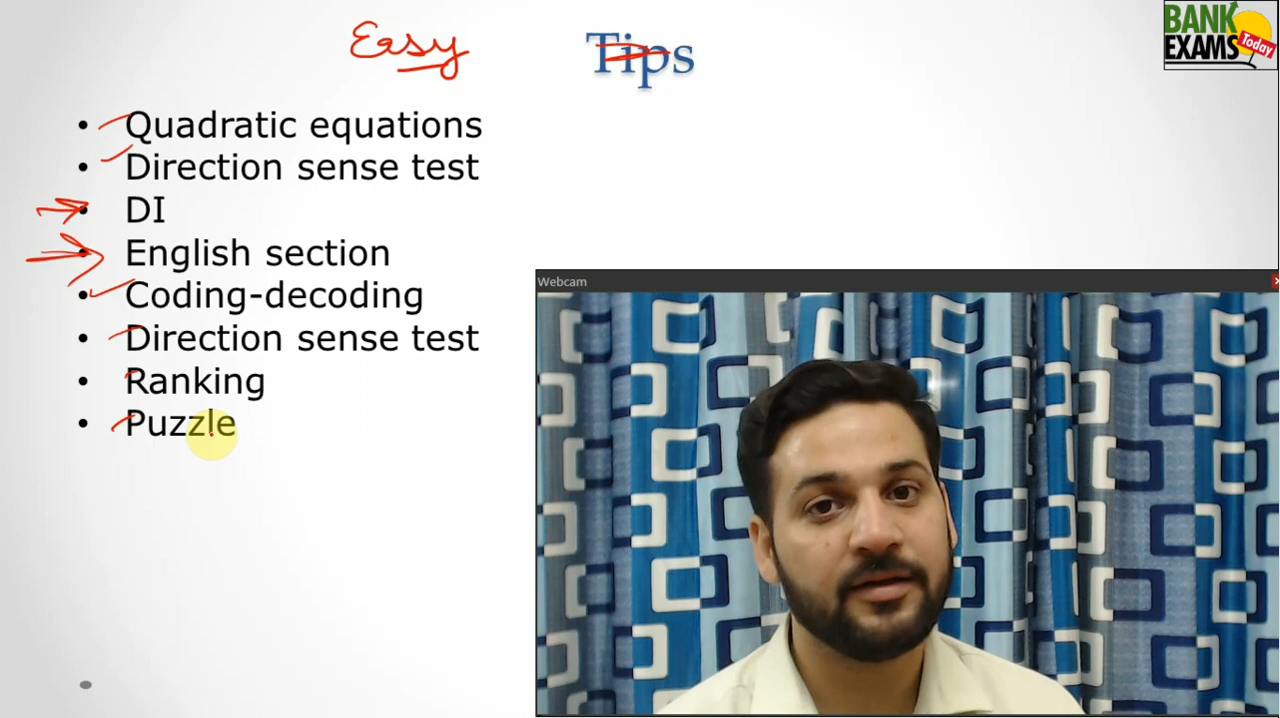 Easy Tips
BANK
EXAMS
Today
• Quadratic equations
• Direction sense test
• DI
• English section
• Coding-decoding
• Direction sense test
• Ranking
• Puzzle
Webcam